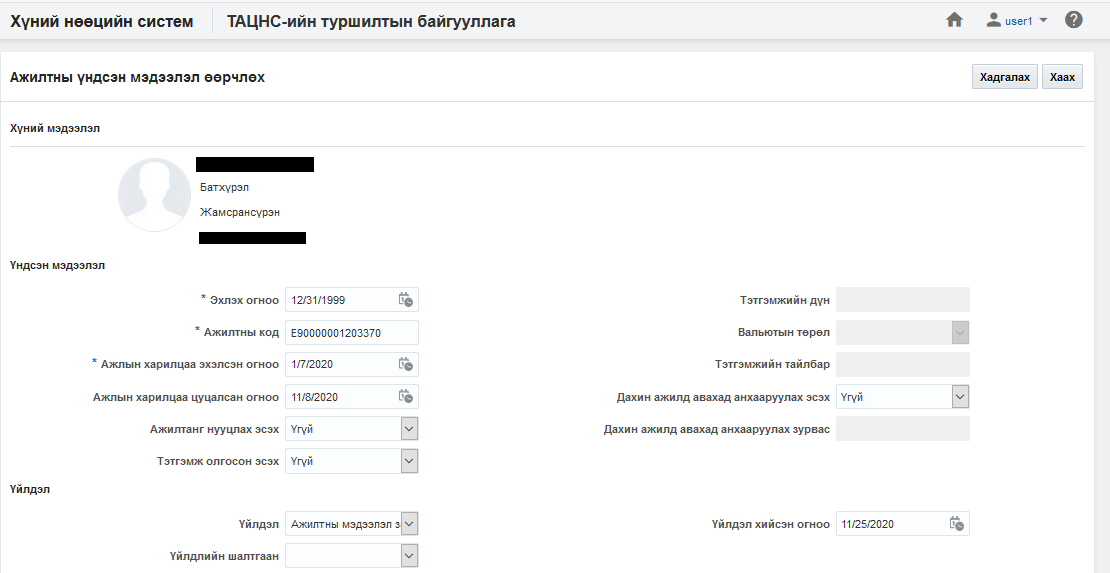 Хүний нөөцийн систем ТАЦНС-ийн туршилтын байгууллага user1
Ажилтны үндсэн мэдээлэл өөрчлөх Хадгалах Хаах
Хүний мэдээлэл
Батхүрэл
Жамсрансүрэн
Үндсэн мэдээлэл
* Эхлэх огноо 12/31/1999 Тэтгэмжийн дүн
* Ажилтны код E90000001203370 Вальютын төрөл
* Ажлын харилцаа эхэлсэн огноо 1/7/2020 Тэтгэмжийн тайлбар
Ажлын харилцаа цуцалсан огноо 11/8/2020 Дахин ажилд авахад анхааруулах эсэх Үгүй
Ажилтанг нууцлах эсэх Үгүй Дахин ажилд авахад анхааруулах зурвас
Тэтгэмж олгосон эсэх Үгүй
Үйлдэл
Үйлдэл Ажилтны мэдээлэл з Үйлдэл хийсэн огноо 11/25/2020
Үйлдлийн шалтгаан